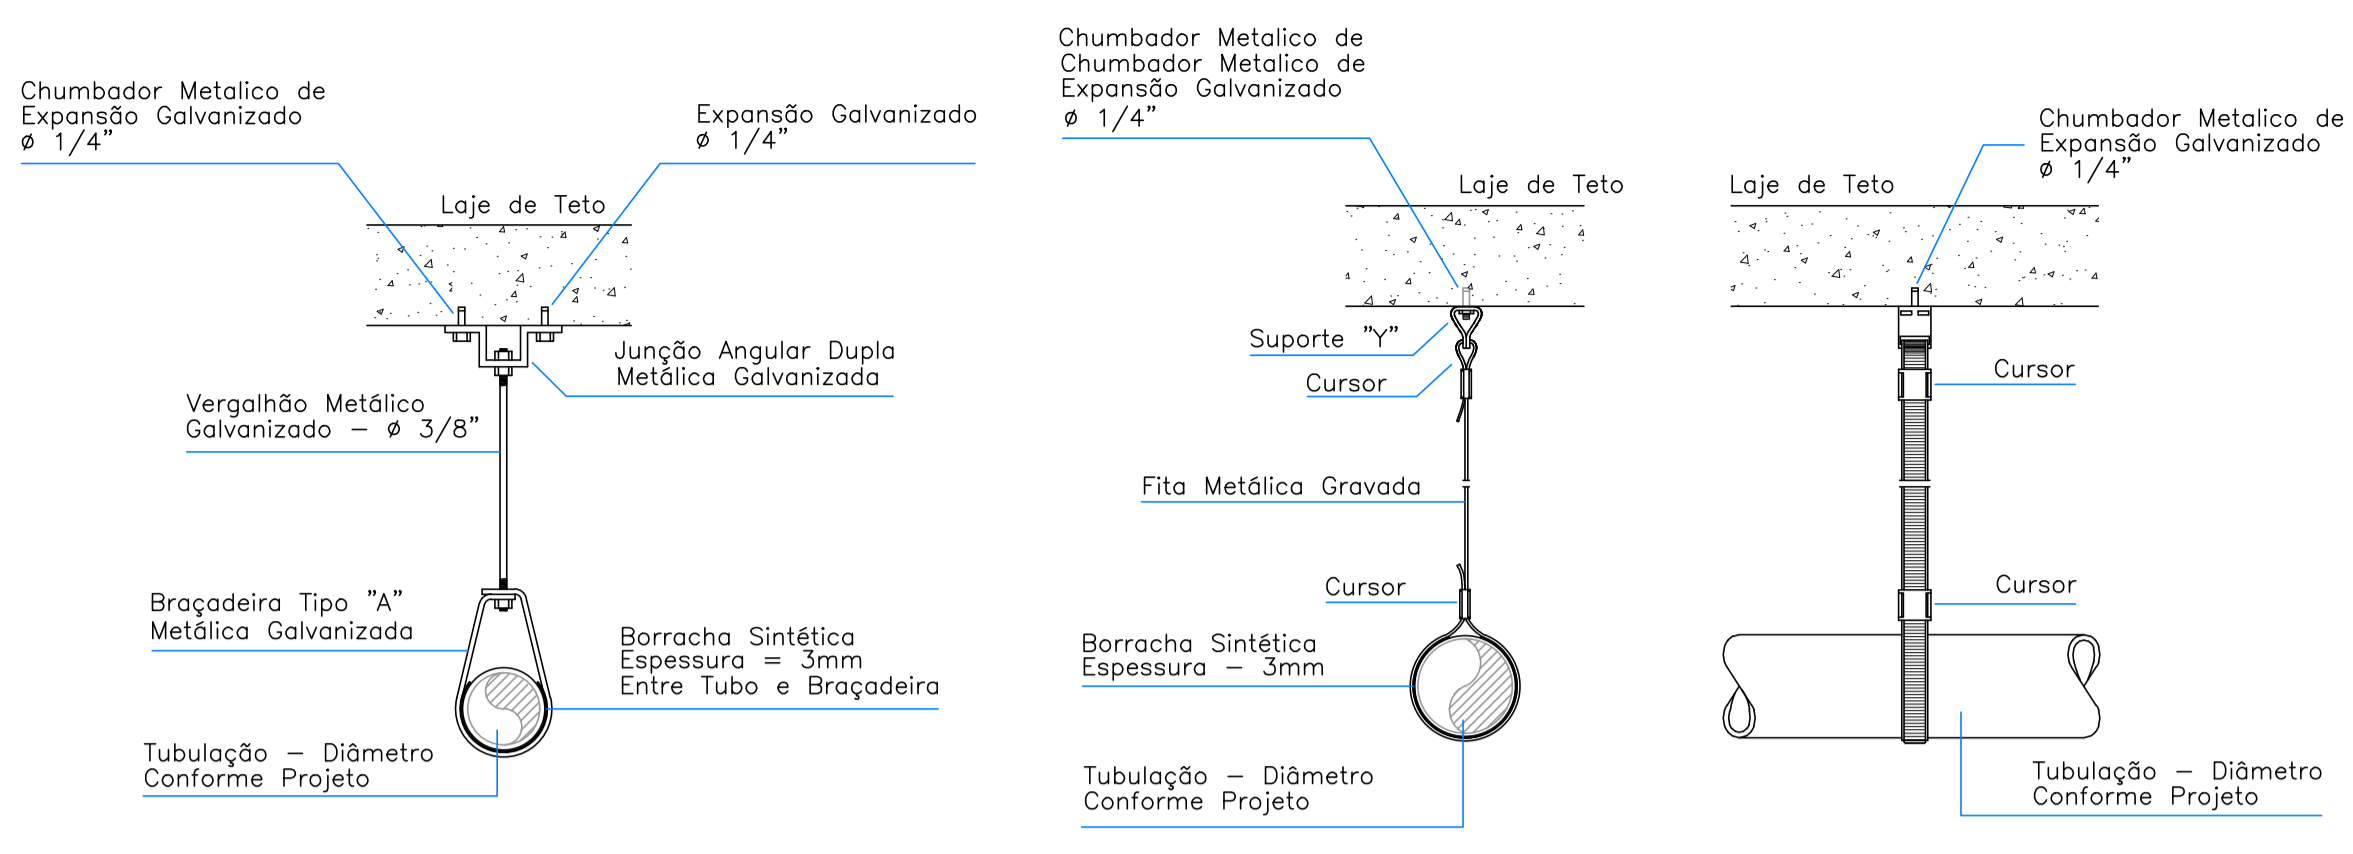 Chumbador Metalico de
Expansão Galvanizado
ø 1/4”
Expansão Galvanizado
ø 1/4”
Laje de Teto
Junção Angular Dupla
Metálica Galvanizada
Vergalhão Metálico
Galvanizado – ø 3/8”
Braçadeira Tipo ”A”
Metálica Galvanizada
Borracha Sintética
Espessura = 3mm
Entre Tubo e Braçadeira
Tubulação – Diâmetro
Conforme Projeto
Chumbador Metalico de
Chumbador Metalico de
Expansão Galvanizado
ø 1/4”
Laje de Teto
Suporte ”Y”
Cursor
Fita Metálica Gravada
Cursor
Borracha Sintética
Espessura – 3mm
Tubulação – Diâmetro
Conforme Projeto
Chumbador Metalico de
Expansão Galvanizado
ø 1/4”
Laje de Teto
Cursor
Cursor
Tubulação – Diâmetro
Conforme Projeto